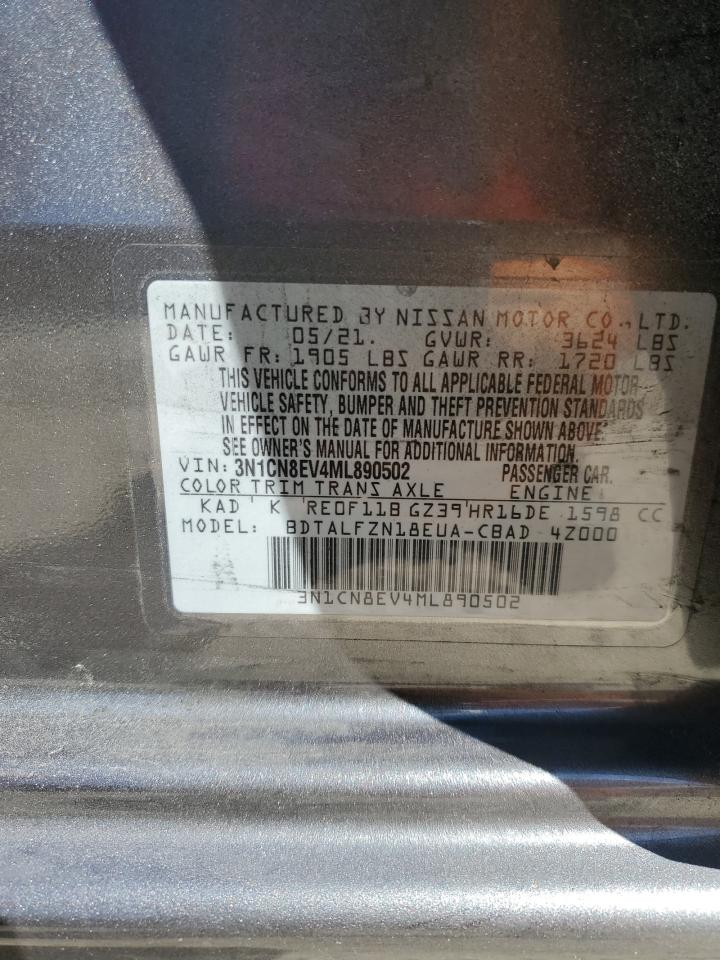 MANUFACTURED BY NISSAN MOTOR CO., LTD.
DATE: 05/21. GVWR: 3624 LBS
GAWR FR: 1905 LBS GAWR RR: 1720 LBS
THIS VEHICLE CONFORMS TO ALL APPLICABLE FEDERAL MOTOR
VEHICLE SAFETY, BUMPER AND THEFT PREVENTION STANDARDS
IN EFFECT ON THE DATE OF MANUFACTURE SHOWN ABOVE.
SEE OWNER'S MANUAL FOR ADDITIONAL INFORMATION.
VIN: 3N1CN8EV4ML890502 PASSENGER CAR.
COLOR TRIM TRANS AXLE ENGINE
KAD K RE0F11B GZ39 HR16DE 1598 CC
MODEL: BDTALFZN18EUA-CBAD 4Z000
3N1CN8EV4ML890502